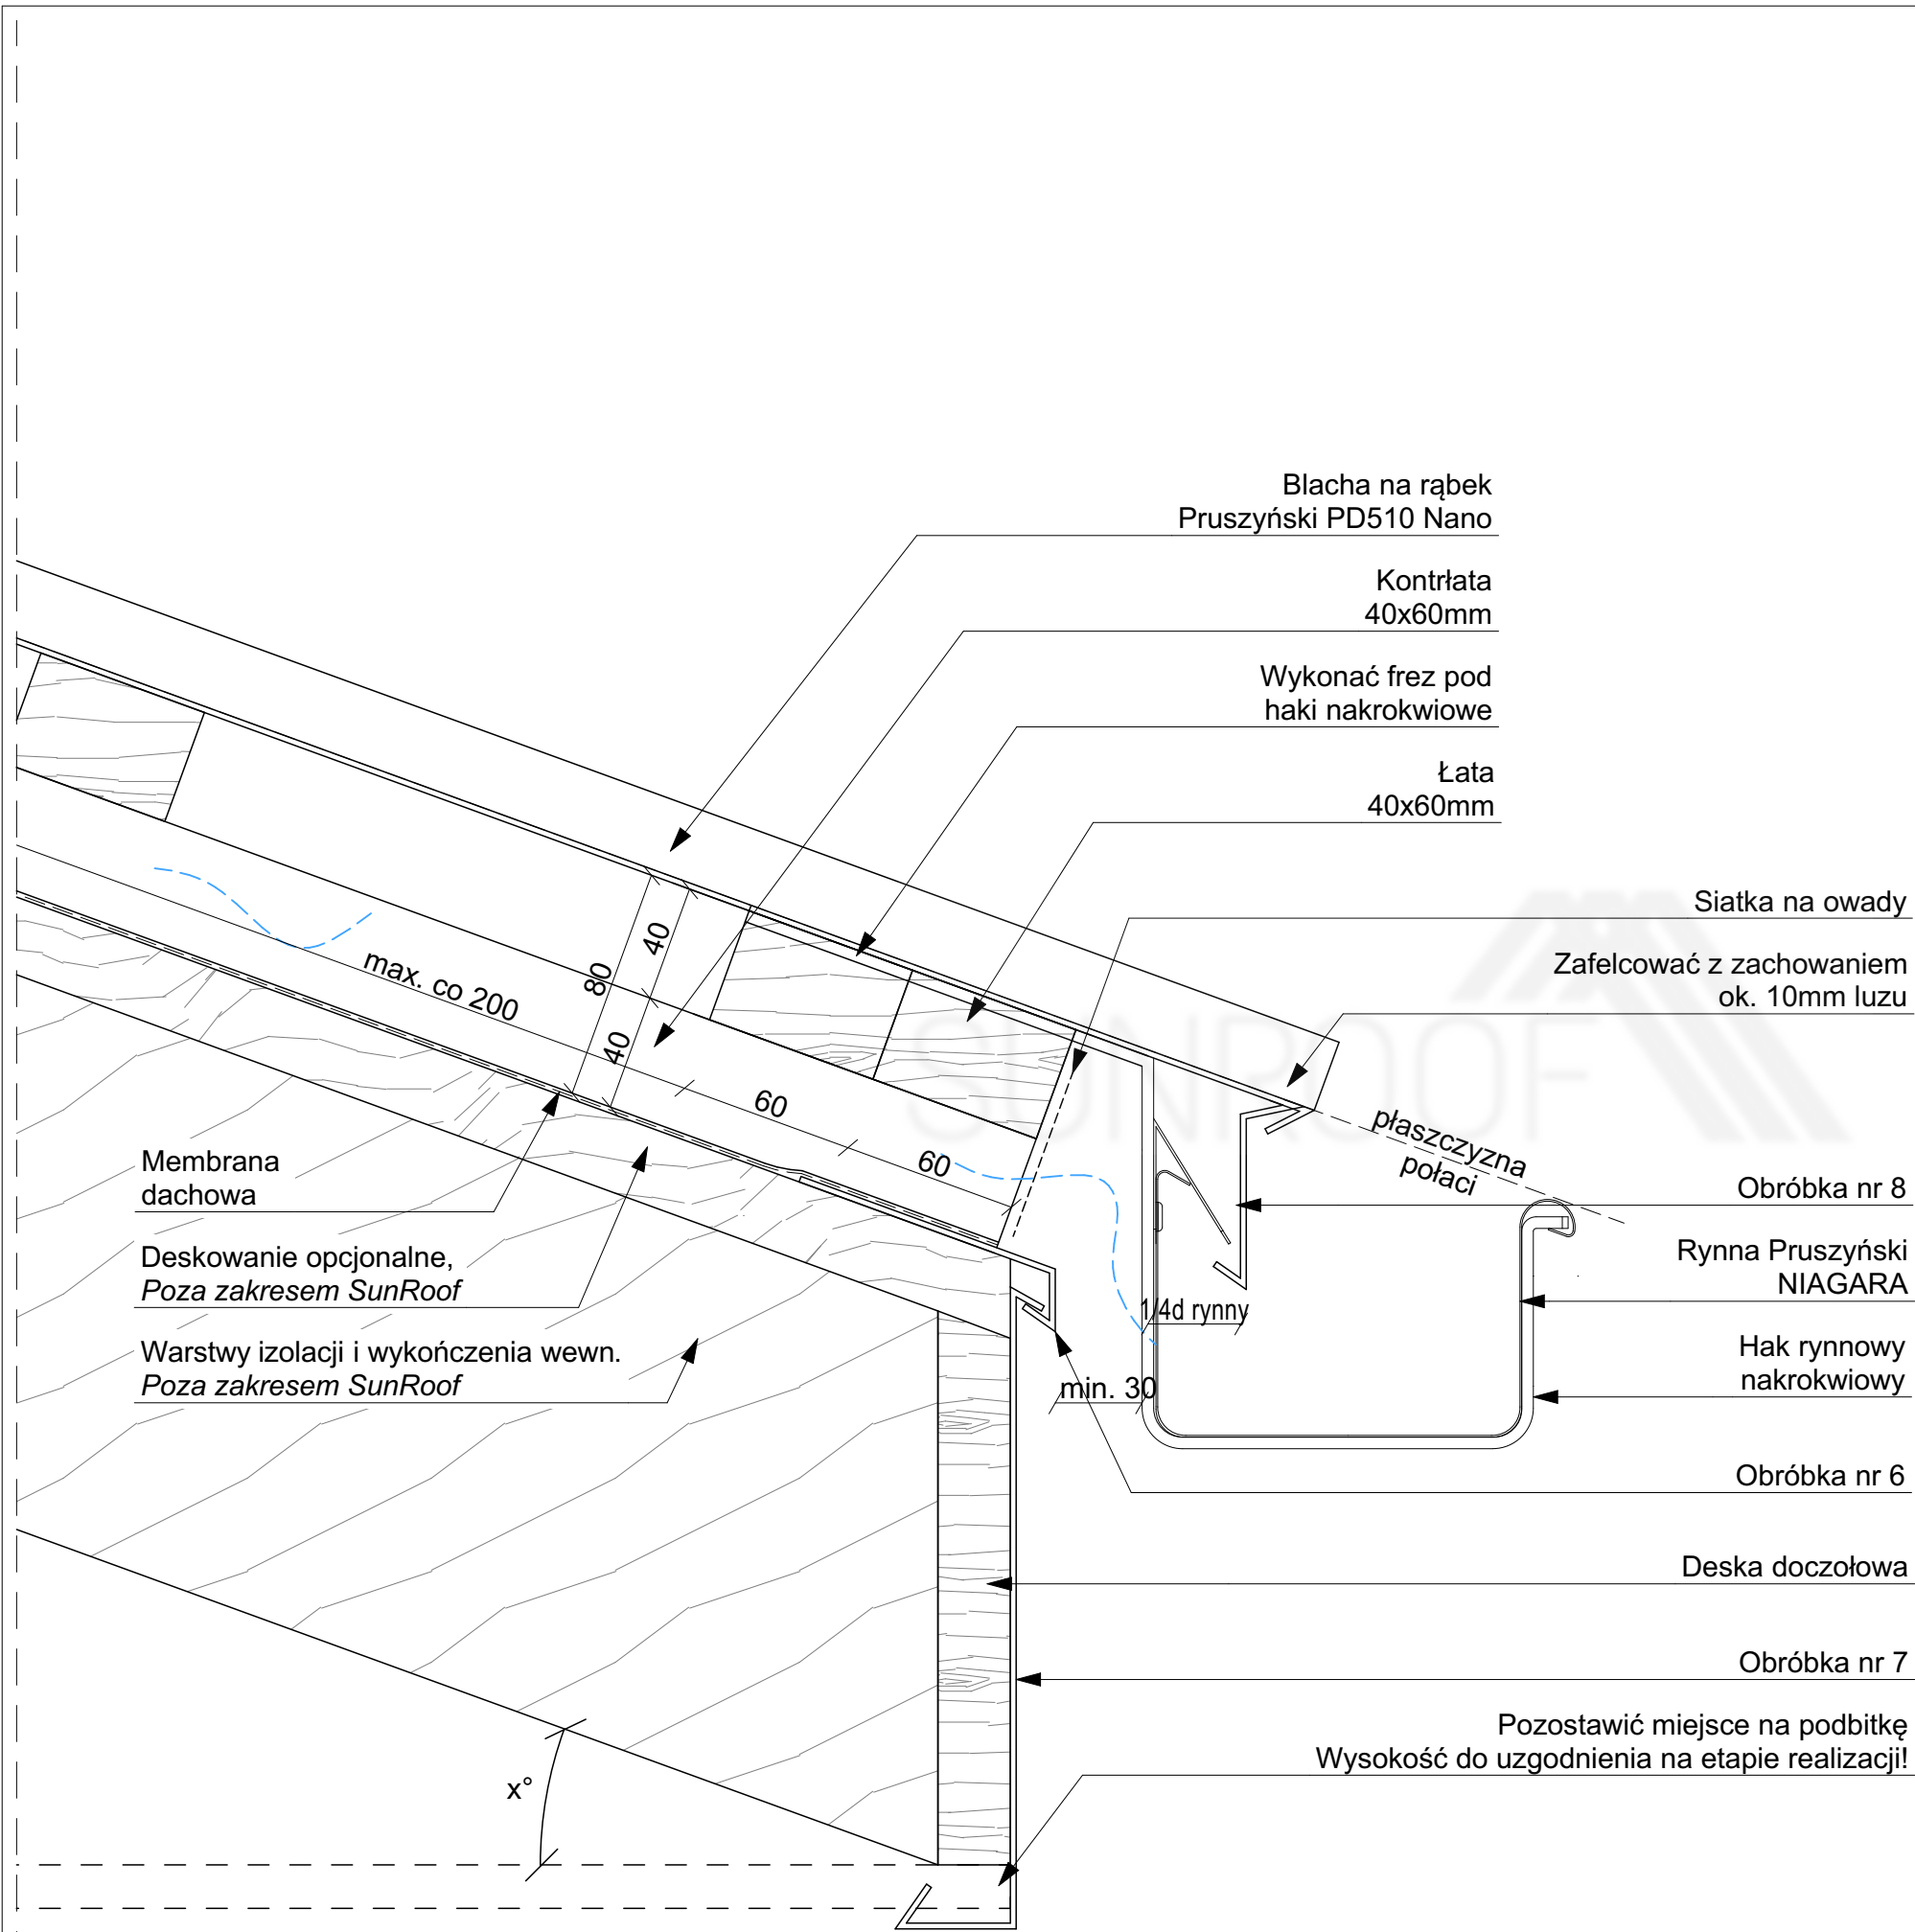 Blacha na rąbek
Pruszyński PD510 Nano
Kontrłata
40x60mm
Wykonać frez pod
haki nakrokwiowe
Łata
40x60mm
Siatka na owady
Zafelcować z zachowaniem
ok. 10mm luzu
SUNROOF
max. co 200
80
40
40
60
60
płaszczyzna
połaci
Membrana
dachowa
Deskowanie opcjonalne,
Poza zakresem SunRoof
Warstwy izolacji i wykończenia wewn.
Poza zakresem SunRoof
Obróbka nr 8
Rynna Pruszyński
NIAGARA
1/4d rynny
Hak rynnowy
nakrokwiowy
min. 30
Obróbka nr 6
Deska doczołowa
Obróbka nr 7
Pozostawić miejsce na podbitkę
Wysokość do uzgodnienia na etapie realizacji!
x°